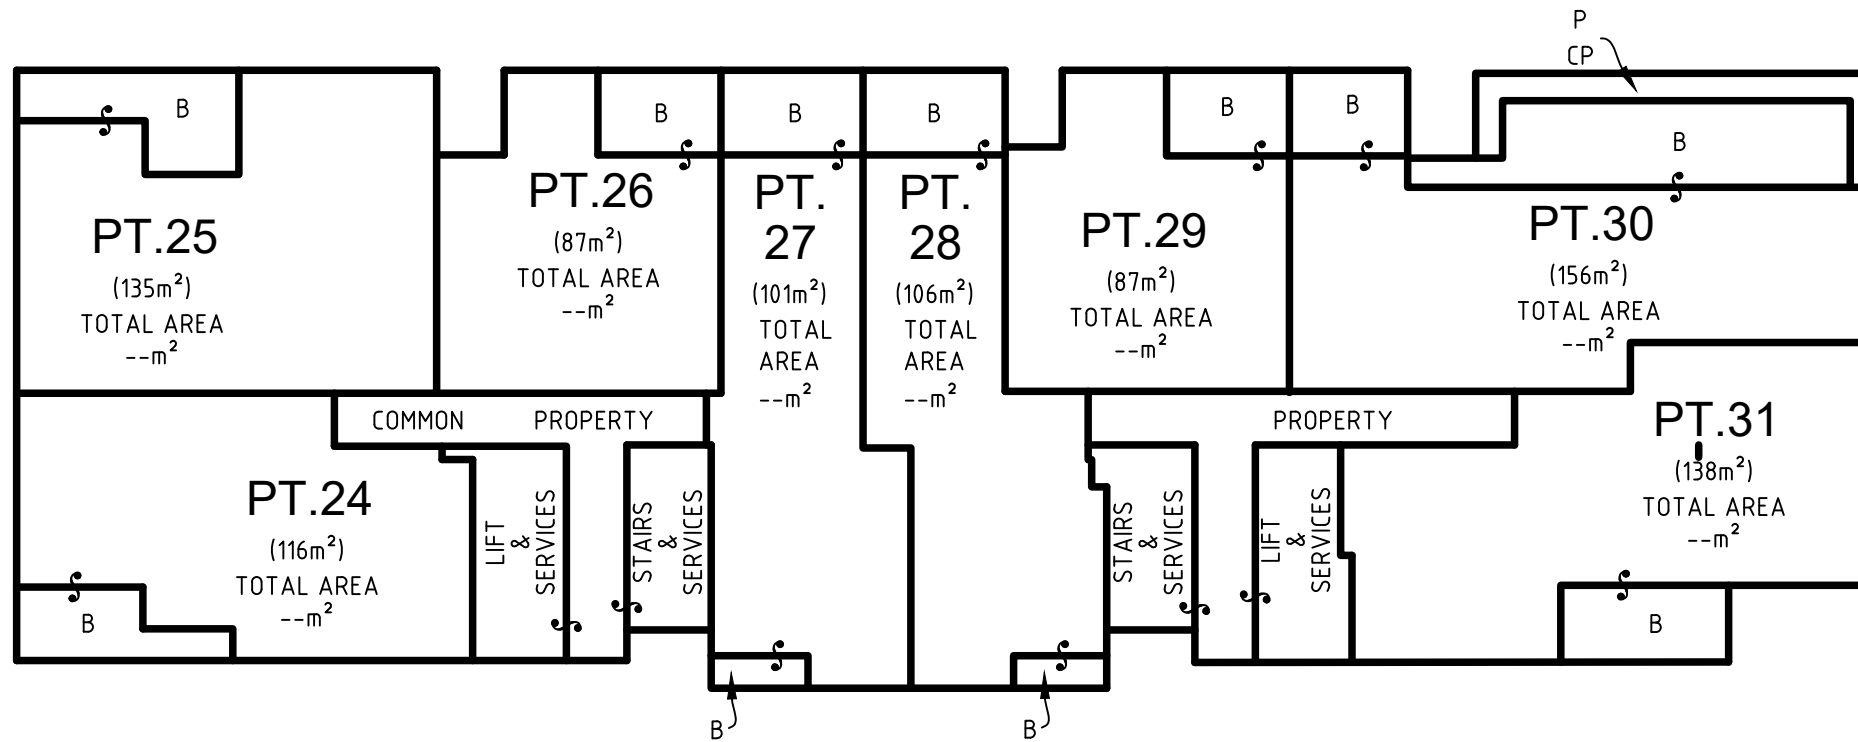 P
CP
B
B
B
B
B
B
B
PT.25
(135m²)
TOTAL AREA
--m²
PT.26
(87m²)
TOTAL AREA
--m²
PT.
27
(101m²)
TOTAL
AREA
--m²
PT.
28
(106m²)
TOTAL
AREA
--m²
PT.29
(87m²)
TOTAL AREA
--m²
PT.30
(156m²)
TOTAL AREA
--m²
COMMON PROPERTY
PROPERTY
PT.24
(116m²)
TOTAL AREA
--m²
B
LIFT
&
SERVICES
STAIRS
&
SERVICES
STAIRS
&
SERVICES
LIFT
&
SERVICES
PT.31
(138m²)
TOTAL AREA
--m²
B
B
B